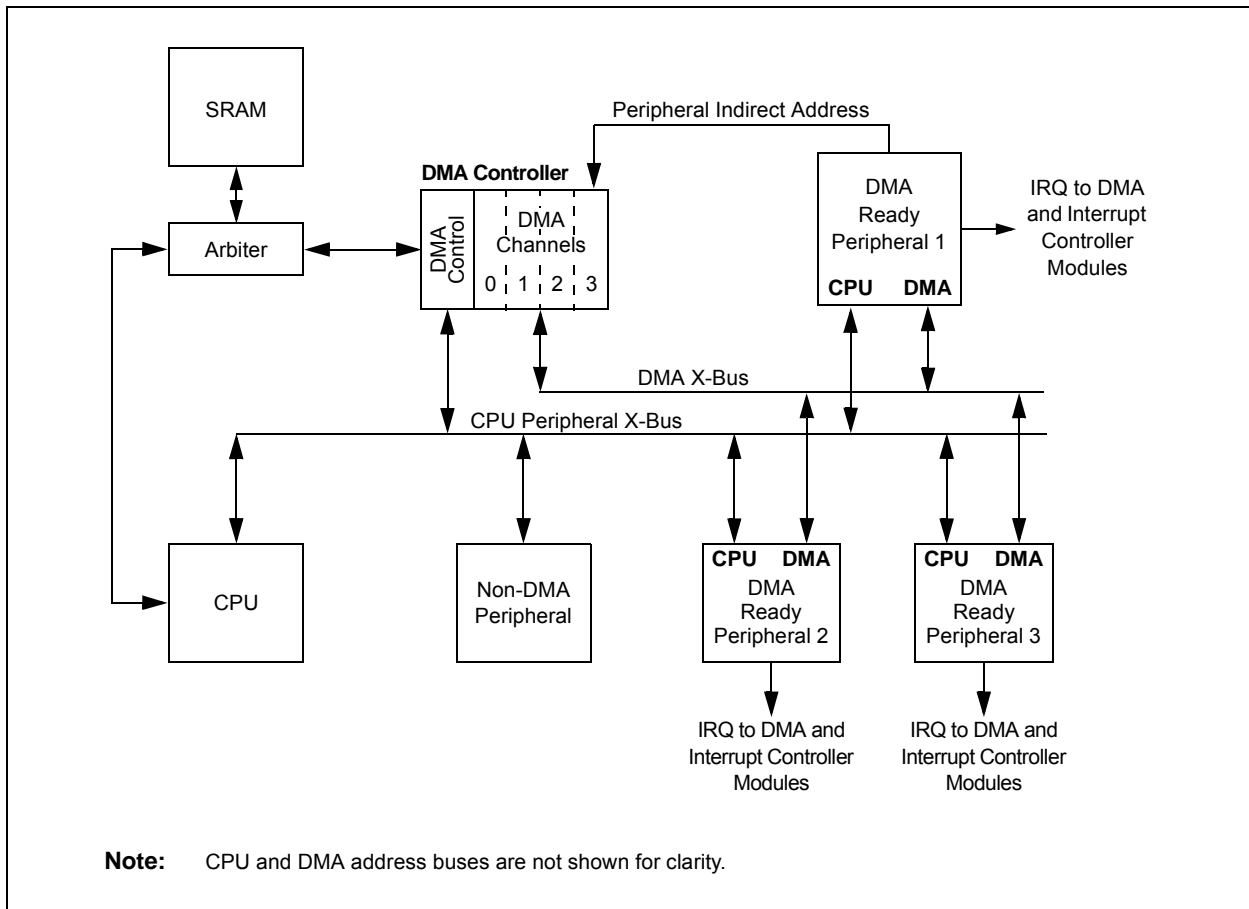 SRAM
Peripheral Indirect Address
DMA Controller
DMA
Control
DMA
Channels
0 1 2 3
DMA
Ready
Peripheral 1
CPU DMA
IRQ to DMA
and Interrupt
Controller
Modules
Arbiter
DMA X-Bus
CPU Peripheral X-Bus
CPU
Non-DMA
Peripheral
CPU DMA
DMA
Ready
Peripheral 2
CPU DMA
DMA
Ready
Peripheral 3
IRQ to DMA and
Interrupt Controller
Modules
IRQ to DMA and
Interrupt Controller
Modules
Note: CPU and DMA address buses are not shown for clarity.